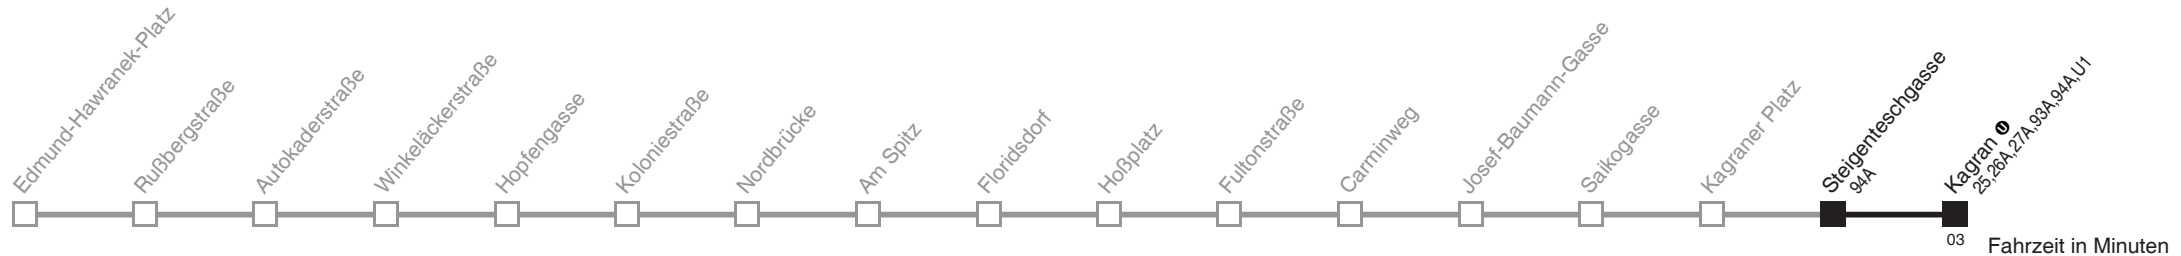 Edmund-Hawranek-Platz
Rußbergstraße
Autokaderstraße
Winkeläckerstraße
Hopfengasse
Koloniestraße
Nordbrücke
Am Spitz
Floridsdorf
Hoßplatz
Fultonstraße
Carminweg
Josef-Baumann-Gasse
Saikogasse
Kagraner Platz
Steigenteschgasse
94A
Kagran U
25,26A,27A,93A,94A,U1
03
Fahrzeit in Minuten